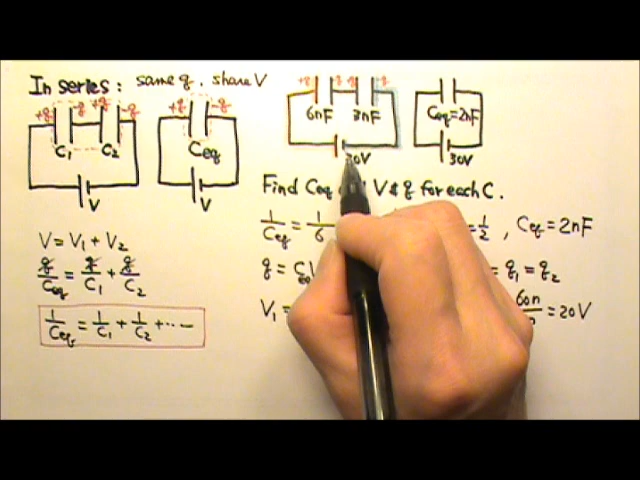 In series: same q, share V
+q -q +q -q
C1 C2
V
+q -q
Ceq
V
+q -q +q -q
6nF 3nF
30V
Ceq=2nF
30V
V = V1 + V2
q/Ceq = q/C1 + q/C2
1/Ceq = 1/C1 + 1/C2 + ...
Find Ceq V & q for each C.
1/Ceq = 1/6 = 1/2, Ceq = 2nF
q = CeqV = q1 = q2
V1 = 60n = 20V